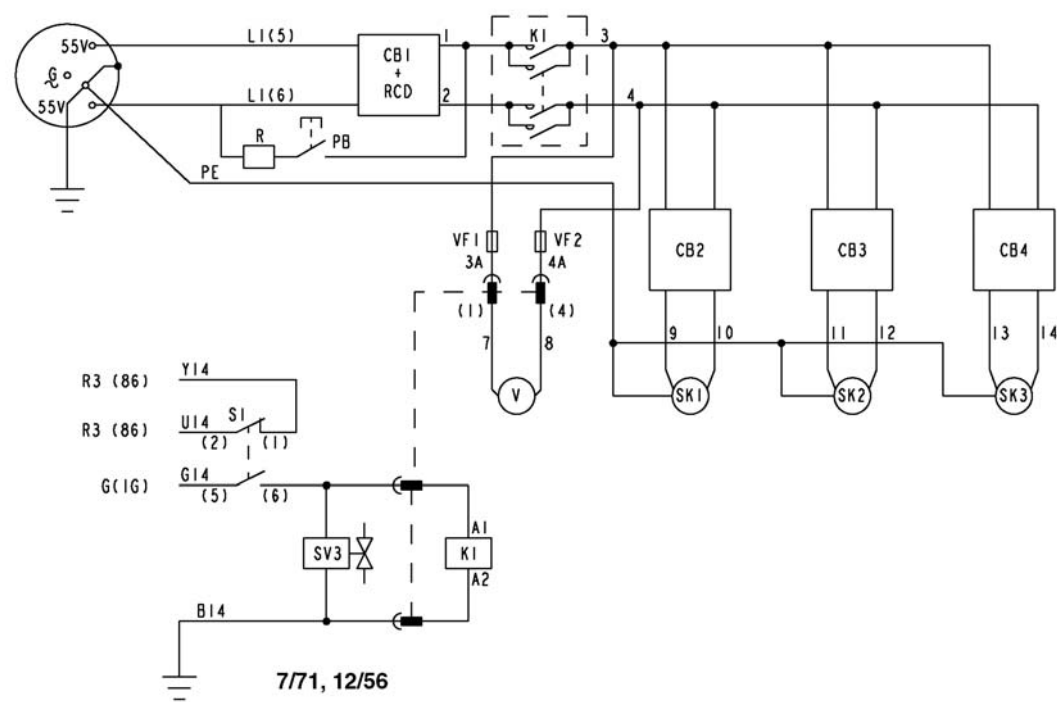 55V
G
55V
L1(5)
L1(6)
CB1
+
RCD
1
2
K1
3
4
R
PB
PE
VF1
3A
VF2
4A
(1)
(4)
7
8
V
CB2
CB3
CB4
9
10
11
12
13
14
SK1
SK2
SK3
R3 (86)
Y14
R3 (86)
U14
S1
(2)
(1)
G(1G)
G14
(5)
(6)
SV3
A1
K1
A2
B14
7/71, 12/56